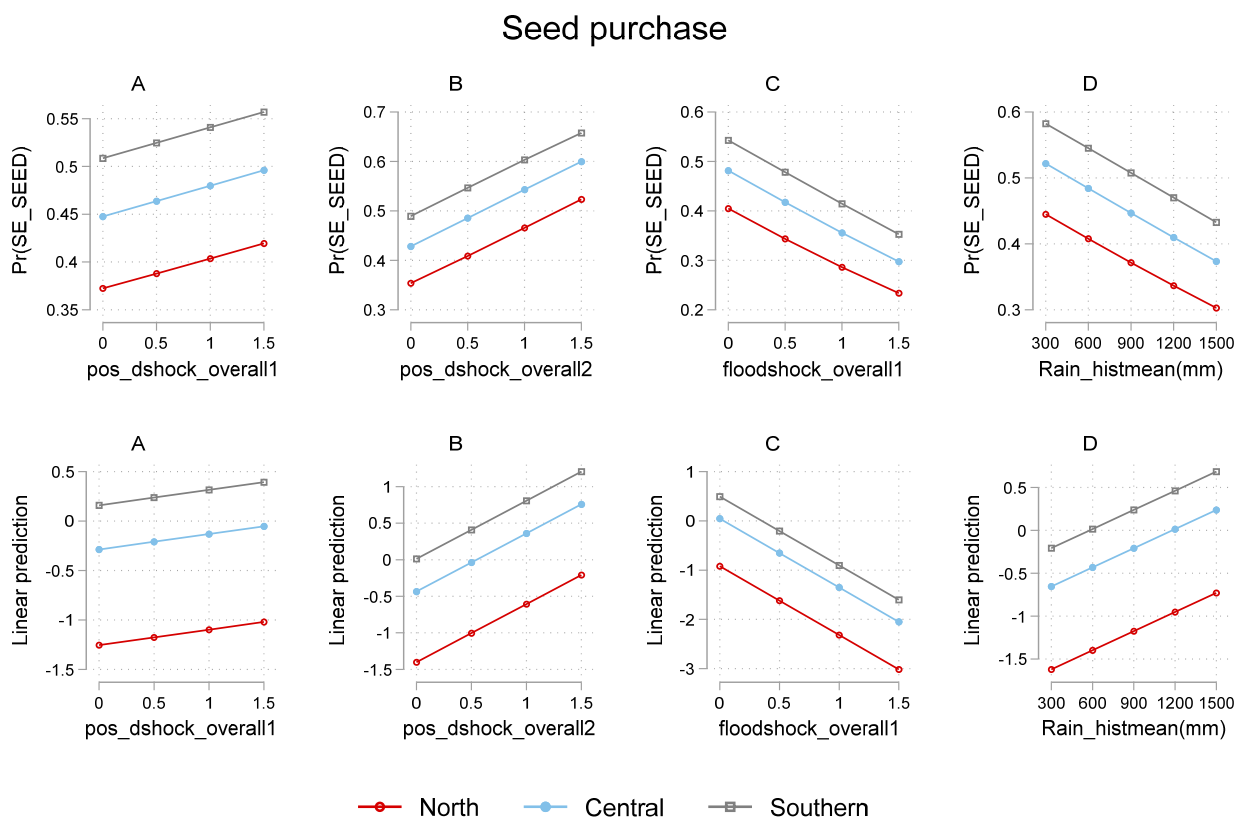 Seed purchase
A
B
C
D
Pr(SE_SEED)
0.55
0.5
0.45
0.4
0.35
0 0.5 1 1.5
pos_dshock_overall1
Pr(SE_SEED)
0.7
0.6
0.5
0.4
0.3
0 0.5 1 1.5
pos_dshock_overall2
Pr(SE_SEED)
0.6
0.5
0.4
0.3
0.2
0 0.5 1 1.5
floodshock_overall1
Pr(SE_SEED)
0.6
0.5
0.4
0.3
300 600 900 1200 1500
Rain_histmean(mm)
A
B
C
D
Linear prediction
0.5
0
-0.5
-1
-1.5
0 0.5 1 1.5
pos_dshock_overall1
Linear prediction
1
0.5
0
-0.5
-1
-1.5
0 0.5 1 1.5
pos_dshock_overall2
Linear prediction
1
0
-1
-2
-3
0 0.5 1 1.5
floodshock_overall1
Linear prediction
0.5
0
-0.5
-1
-1.5
300 600 900 1200 1500
Rain_histmean(mm)
North Central Southern